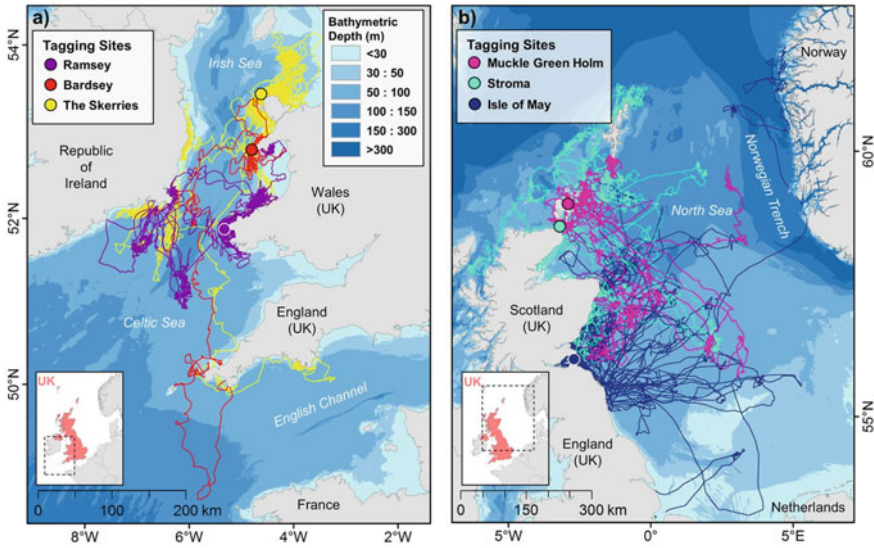 a)
Tagging Sites
Ramsey
Bardsey
The Skerries
Bathymetric
Depth (m)
<30
30 : 50
50 : 100
100 : 150
150 : 300
>300
Irish Sea
Republic
of
Ireland
Wales
(UK)
England
(UK)
Celtic Sea
English Channel
France
UK
0 100 200 km
54°N
52°N
50°N
8°W 6°W 4°W 2°W
b)
Tagging Sites
Muckle Green Holm
Stroma
Isle of May
Norway
Norwegian Trench
North Sea
Scotland
(UK)
England
(UK)
Netherlands
UK
0 150 300 km
60°N
55°N
5°W 0° 5°E